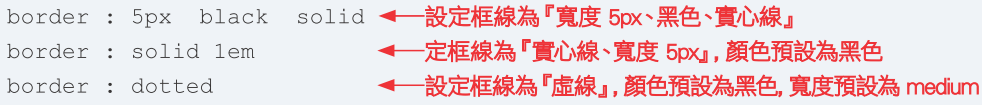 border : 5px black solid ◄──設定框線為『寬度 5px、黑色、實心線』
border : solid 1em ◄──定框線為『實心線、寬度 5px』, 顏色預設為黑色
border : dotted ◄──設定框線為『虛線』, 顏色預設為黑色, 寬度預設為 medium